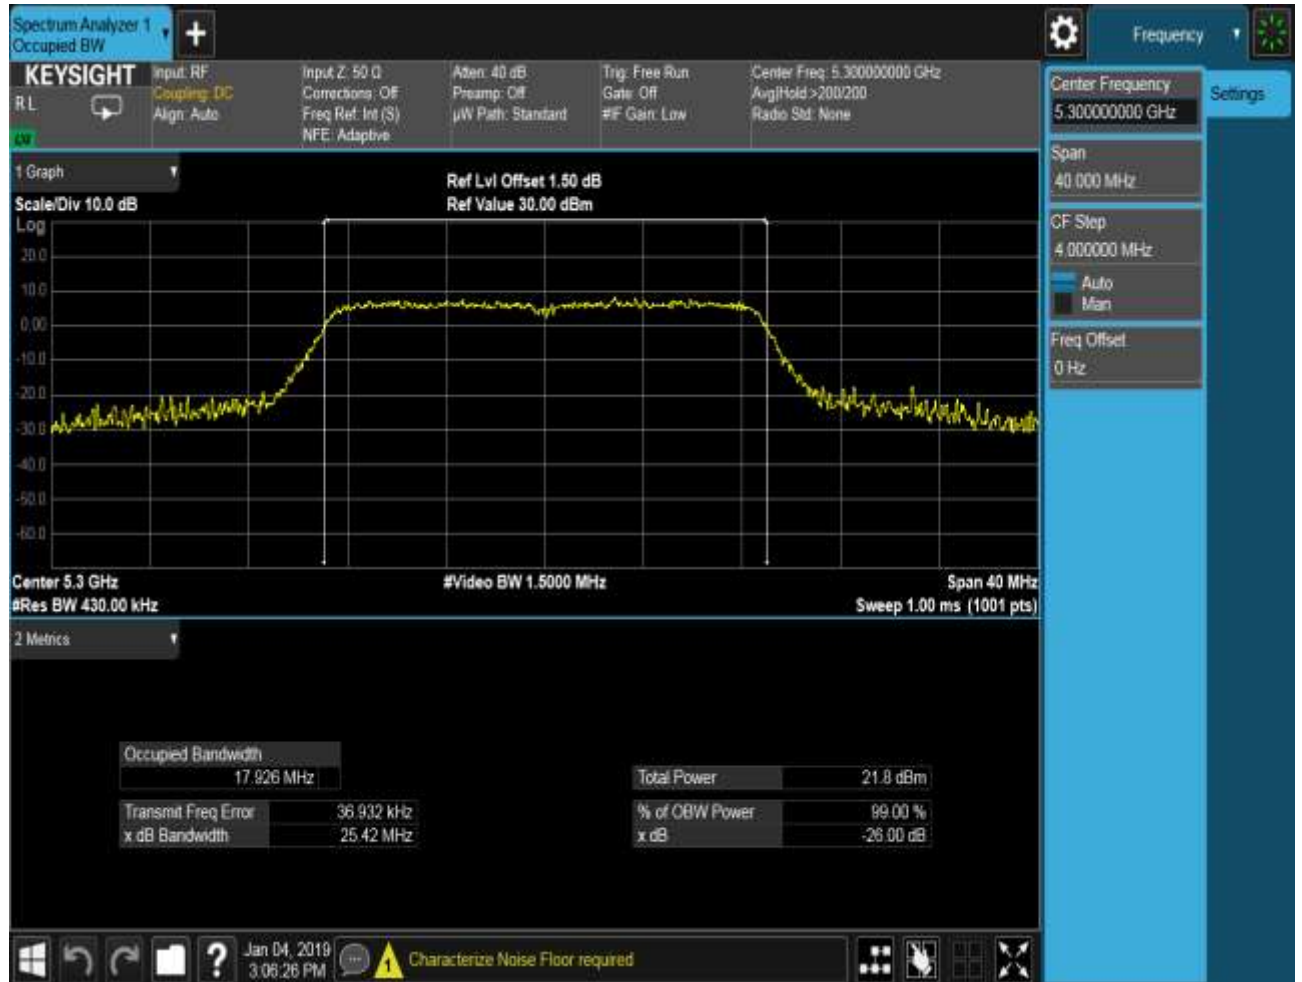 Spectrum Analyzer 1
Occupied BW
Frequency
KEYSIGHT
RL
LXI
Input: RF
Coupling: DC
Align: Auto
Input Z: 50 Ω
Corrections: Off
Freq Ref: Int (S)
NFE: Adaptive
Atten: 40 dB
Preamp: Off
µW Path: Standard
Trig: Free Run
Gate: Off
#IF Gain: Low
Center Freq: 5.300000000 GHz
Avg|Hold:>200/200
Radio Std: None
Center Frequency
5.300000000 GHz
Settings
Span
40.000 MHz
CF Step
4.000000 MHz
Auto
Man
Freq Offset
0 Hz
1 Graph
Scale/Div 10.0 dB
Ref Lvl Offset 1.50 dB
Ref Value 30.00 dBm
Log
20.0
10.0
0.00
-10.0
-20.0
-30.0
-40.0
-50.0
-60.0
Center 5.3 GHz
#Res BW 430.00 kHz
#Video BW 1.5000 MHz
Span 40 MHz
Sweep 1.00 ms (1001 pts)
2 Metrics
Occupied Bandwidth
17.926 MHz
Transmit Freq Error 36.932 kHz
x dB Bandwidth 25.42 MHz
Total Power 21.8 dBm
% of OBW Power 99.00 %
x dB -26.00 dB
? Jan 04, 2019
3:06:26 PM
1 Characterize Noise Floor required